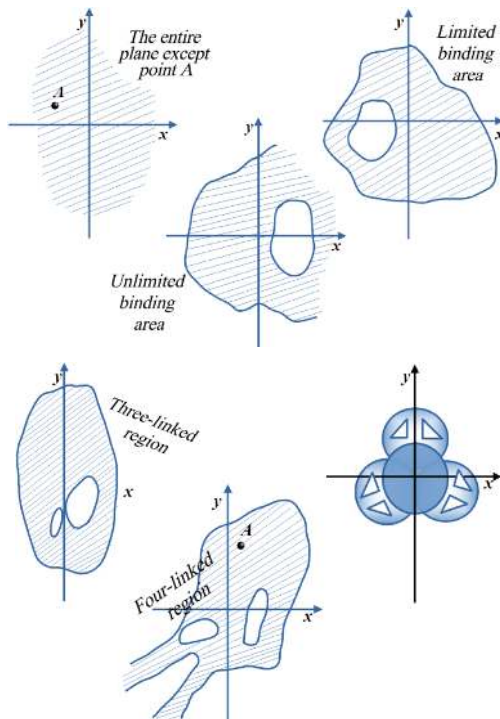 y
The entire
plane except
point A
A
x
y
Limited
binding
area
x
y
x
Unlimited
binding
area
y
Three-linked
region
x
y
A
Four-linked
region
x
y
x